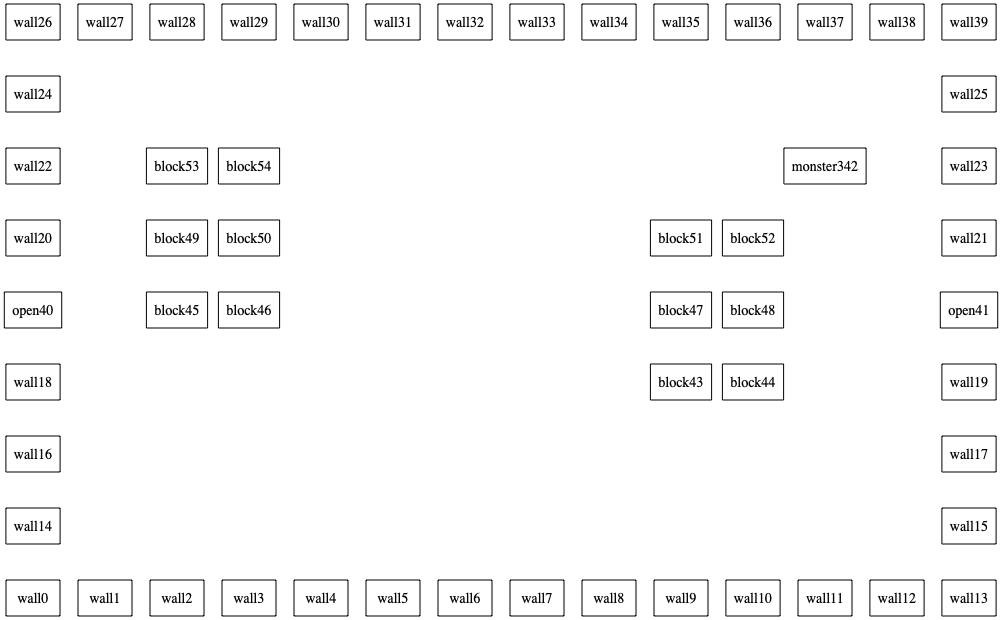 wall26 wall27 wall28 wall29 wall30 wall31 wall32 wall33 wall34 wall35 wall36 wall37 wall38 wall39
wall24 wall25
wall22 block53 block54 monster342 wall23
wall20 block49 block50 block51 block52 wall21
open40 block45 block46 block47 block48 open41
wall18 block43 block44 wall19
wall16 wall17
wall14 wall15
wall0 wall1 wall2 wall3 wall4 wall5 wall6 wall7 wall8 wall9 wall10 wall11 wall12 wall13